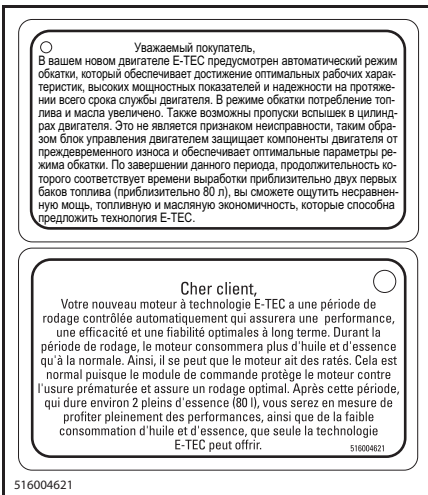 Уважаемый покупатель,
В вашем новом двигателе E-TEC предусмотрен автоматический режим
обкатки, который обеспечивает достижение оптимальных рабочих харак-
теристик, высоких мощностных показателей и надежности на протяже-
нии всего срока службы двигателя. В режиме обкатки потребление топ-
лива и масла увеличено. Также возможны пропуски вспышек в цилинд-
рах двигателя. Это не является признаком неисправности, таким обра-
зом блок управления двигателем защищает компоненты двигателя от
преждевременного износа и обеспечивает оптимальные параметры ре-
жима обкатки. По завершении данного периода, продолжительность ко-
торого соответствует времени выработки приблизительно двух первых
баков топлива (приблизительно 80 л), вы сможете ощутить несравнен-
ную мощь, топливную и масляную экономичность, которые способна
предложить технология E-TEC.
Cher client,
Votre nouveau moteur à technologie E-TEC a une période de
rodage contrôlée automatiquement qui assurera une performance,
une efficacité et une fiabilité optimales à long terme. Durant la
période de rodage, le moteur consommera plus d'huile et d'essence
qu'à la normale. Ainsi, il se peut que le moteur ait des ratés. Cela est
normal puisque le module de commande protège le moteur contre
l'usure prématurée et assure un rodage optimal. Après cette période,
qui dure environ 2 pleins d'essence (80 l), vous serez en mesure de
profiter pleinement des performances, ainsi que de la faible
consommation d'huile et d'essence, que seule la technologie
E-TEC peut offrir.
516004621
516004621